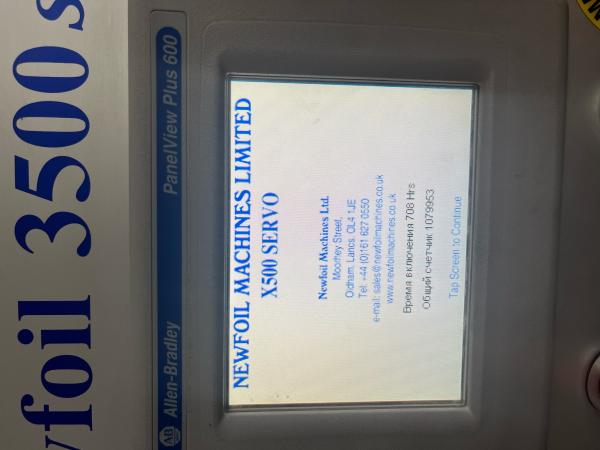 Newfoil 3500 s
Allen-Bradley
PanelView Plus 600
AB
NEWFOIL MACHINES LIMITED
X500 SERVO
Newfoil Machines Ltd.
Moorhey Street,
Oldham, Lancs. OL4 1JE
Tel: +44 (0)161 627 0550
e-mail: sales@newfoilmachines.co.uk
www.newfoilmachines.co.uk
Время включения 708 Hrs
Общий счетчик 1079953
Tap Screen to Continue